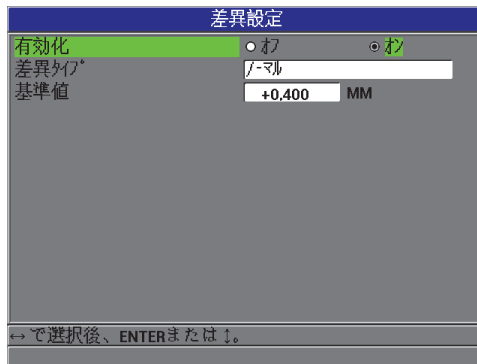 差異設定
有効化 ｵﾌ ｵﾝ
差異ﾀｲﾌﾟ ﾉｰﾏﾙ
基準値 +0,400 MM
↔で選択後、ENTERまたは↕。